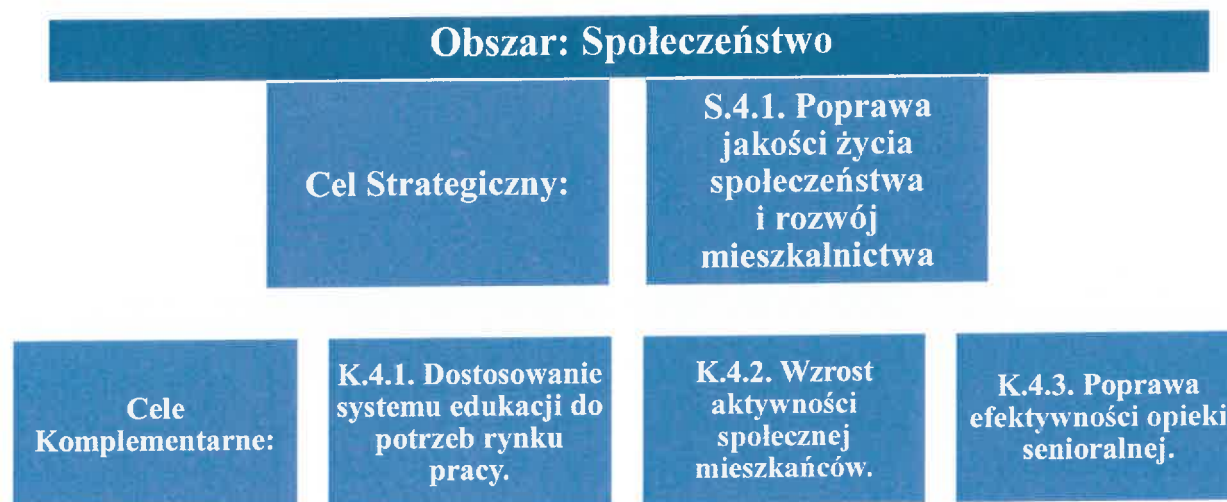 Obszar: Społeczeństwo
Cel Strategiczny:
S.4.1. Poprawa
jakości życia
społeczeństwa
i rozwój
mieszkalnictwa
Cele
Komplementarne:
K.4.1. Dostosowanie
systemu edukacji do
potrzeb rynku
pracy.
K.4.2. Wzrost
aktywności
społecznej
mieszkańców.
K.4.3. Poprawa
efektywności opieki
senioralnej.